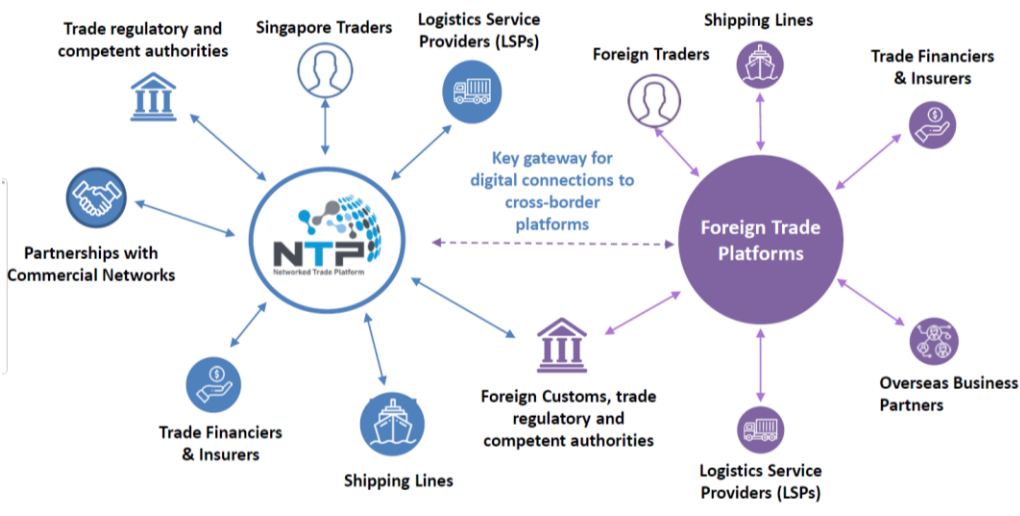 Trade regulatory and
competent authorities
Singapore Traders
Logistics Service
Providers (LSPs)
Shipping Lines
Foreign Traders
Trade Financiers
& Insurers
Key gateway for
digital connections to
cross-border
platforms
NTP
Networked Trade Platform
Foreign Trade
Platforms
Partnerships with
Commercial Networks
Trade Financiers
& Insurers
Shipping Lines
Foreign Customs, trade
regulatory and
competent authorities
Overseas Business
Partners
Logistics Service
Providers (LSPs)